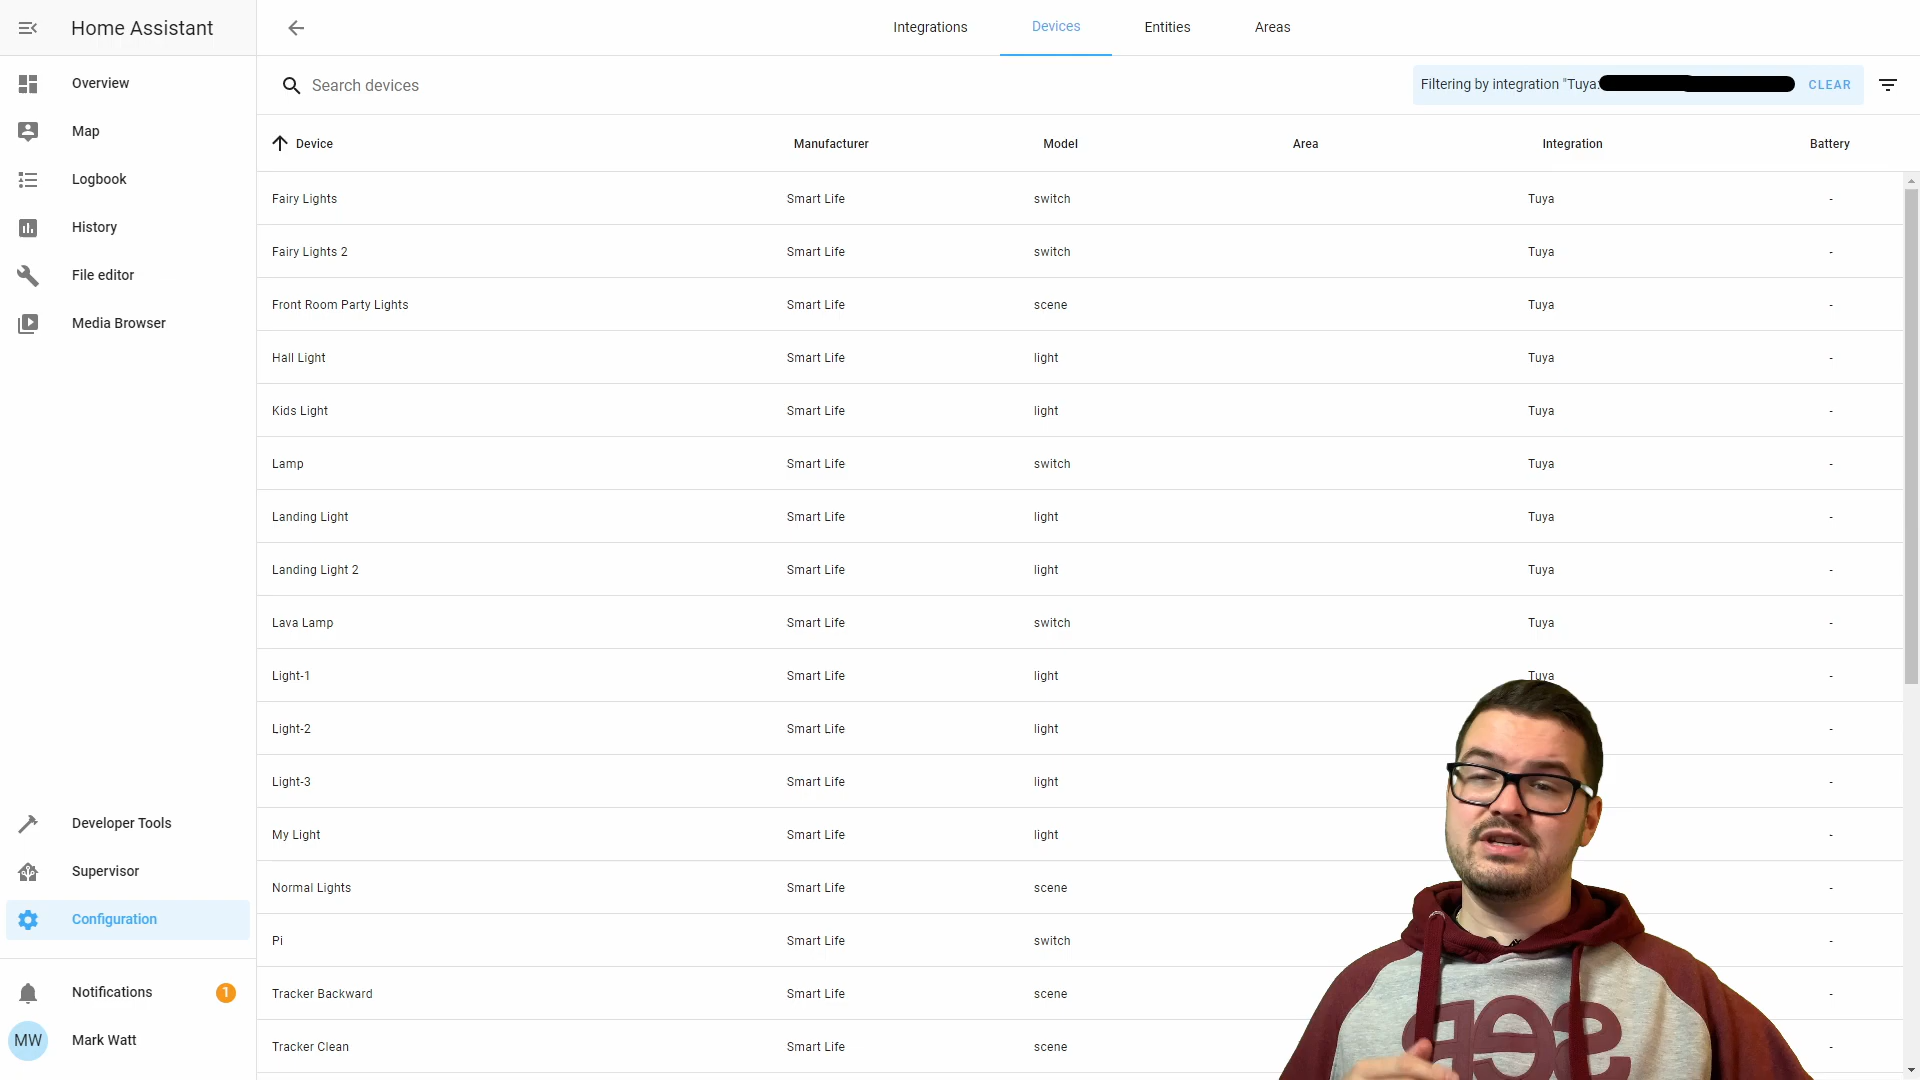 Home Assistant
Integrations Devices Entities Areas
Overview
Map
Logbook
History
File editor
Media Browser
Developer Tools
Supervisor
Configuration
Notifications 1
MW Mark Watt
Search devices
Filtering by integration "Tuya: CLEAR
Device Manufacturer Model Area Integration Battery
Fairy Lights Smart Life switch Tuya -
Fairy Lights 2 Smart Life switch Tuya -
Front Room Party Lights Smart Life scene Tuya -
Hall Light Smart Life light Tuya -
Kids Light Smart Life light Tuya -
Lamp Smart Life switch Tuya -
Landing Light Smart Life light Tuya -
Landing Light 2 Smart Life light Tuya -
Lava Lamp Smart Life switch Tuya -
Light-1 Smart Life light Tuya -
Light-2 Smart Life light -
Light-3 Smart Life light -
My Light Smart Life light -
Normal Lights Smart Life scene -
Pi Smart Life switch -
Tracker Backward Smart Life scene -
Tracker Clean Smart Life scene -